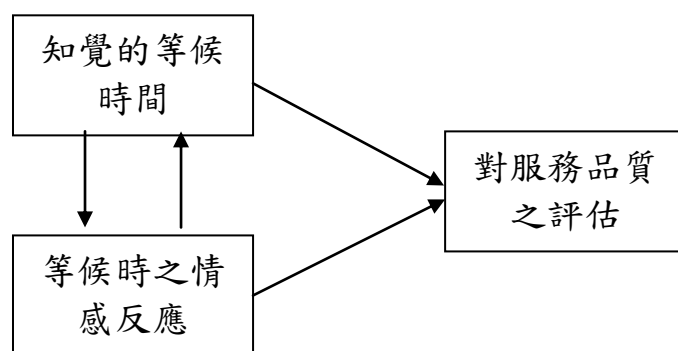 知覺的等候
時間
對服務品質
之評估
等候時之情
感反應